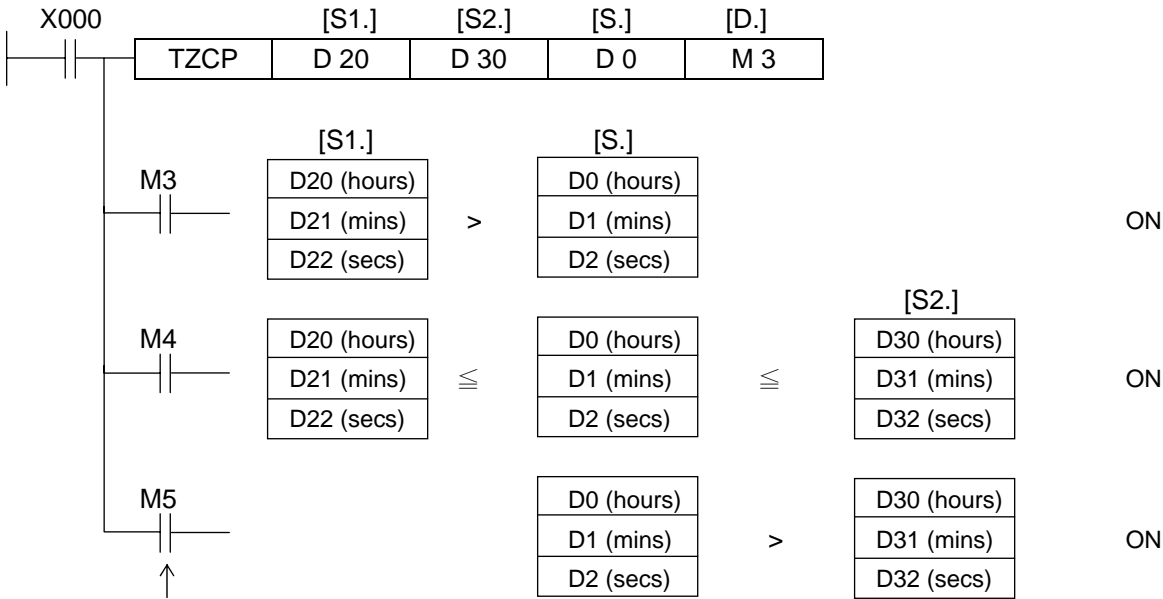 X000 [S1.] [S2.] [S.] [D.]
TZCP D 20 D 30 D 0 M 3
[S1.] [S.]
M3 D20 (hours) D0 (hours)
D21 (mins) > D1 (mins) ON
D22 (secs) D2 (secs)
[S2.]
M4 D20 (hours) D0 (hours) D30 (hours)
D21 (mins) ≦ D1 (mins) ≦ D31 (mins) ON
D22 (secs) D2 (secs) D32 (secs)
M5 D0 (hours) D30 (hours)
D1 (mins) > D31 (mins) ON
D2 (secs) D32 (secs)